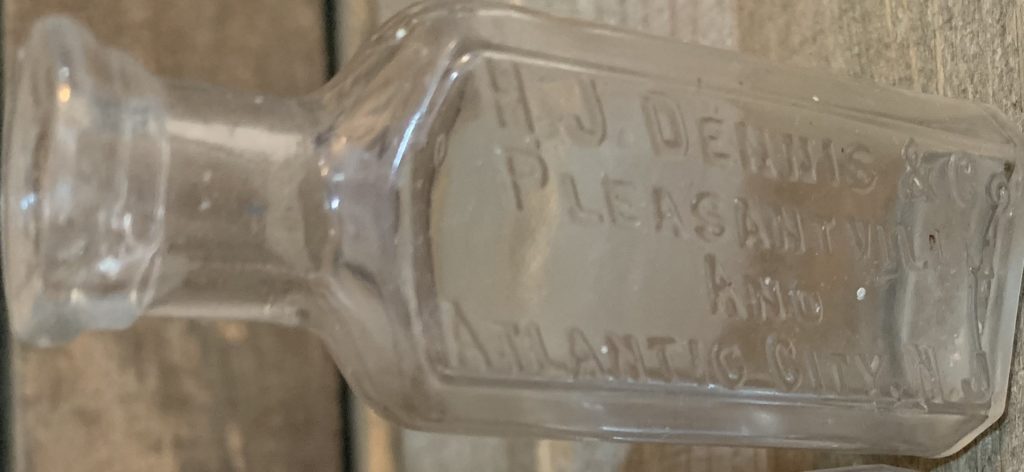 H. J. DENNIS & CO
PLEASANTVILLE
AND
ATLANTIC CITY, N. J.